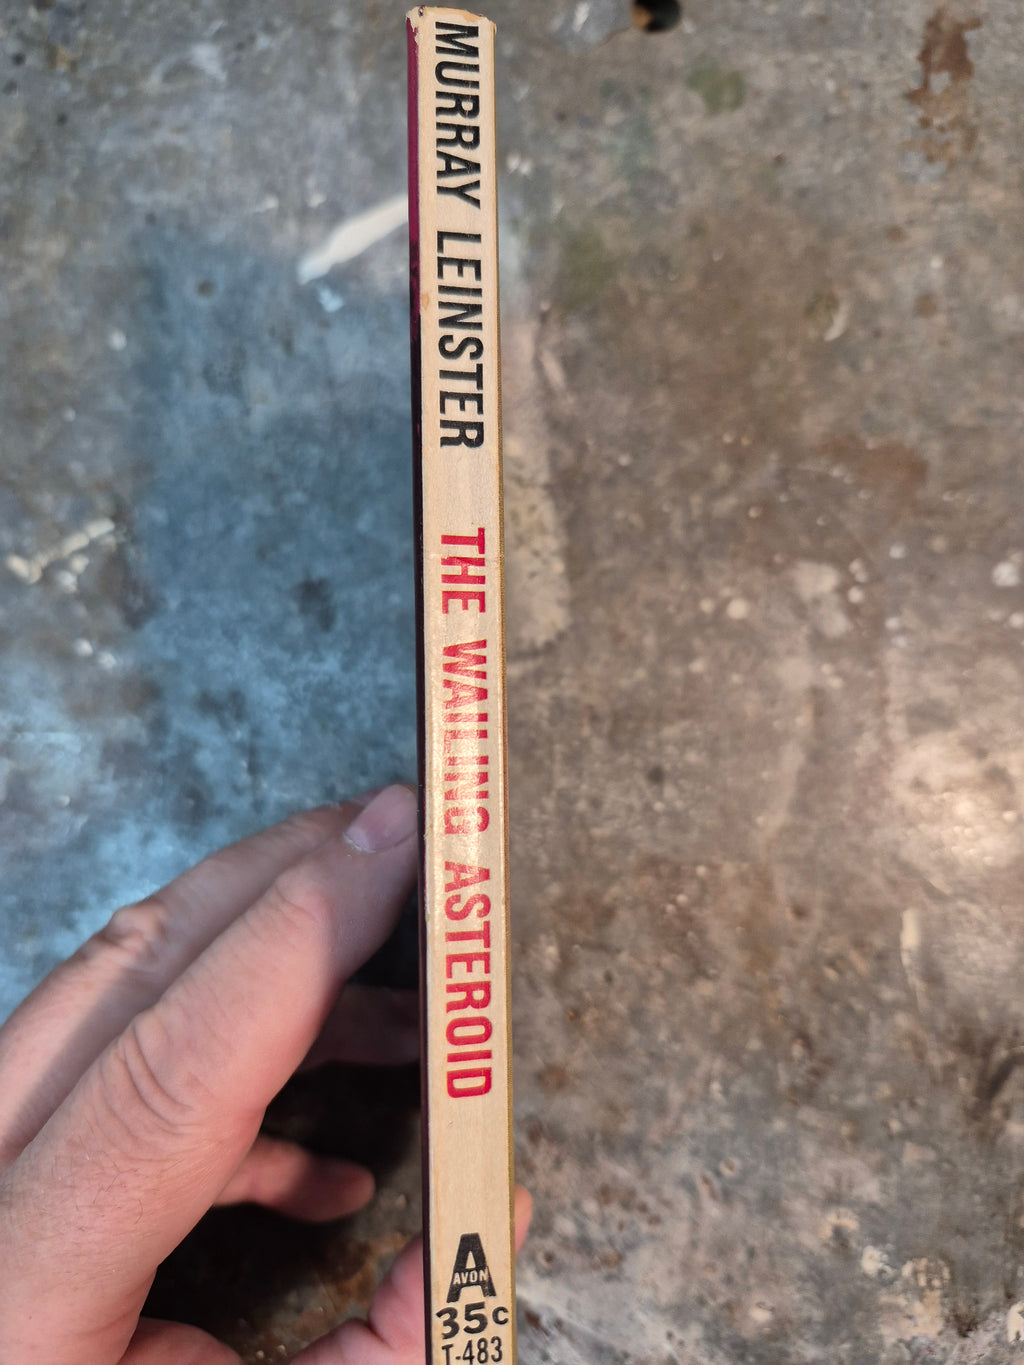 MURRAY LEINSTER
THE WAILING ASTEROID
A
AVON
35c
T-483